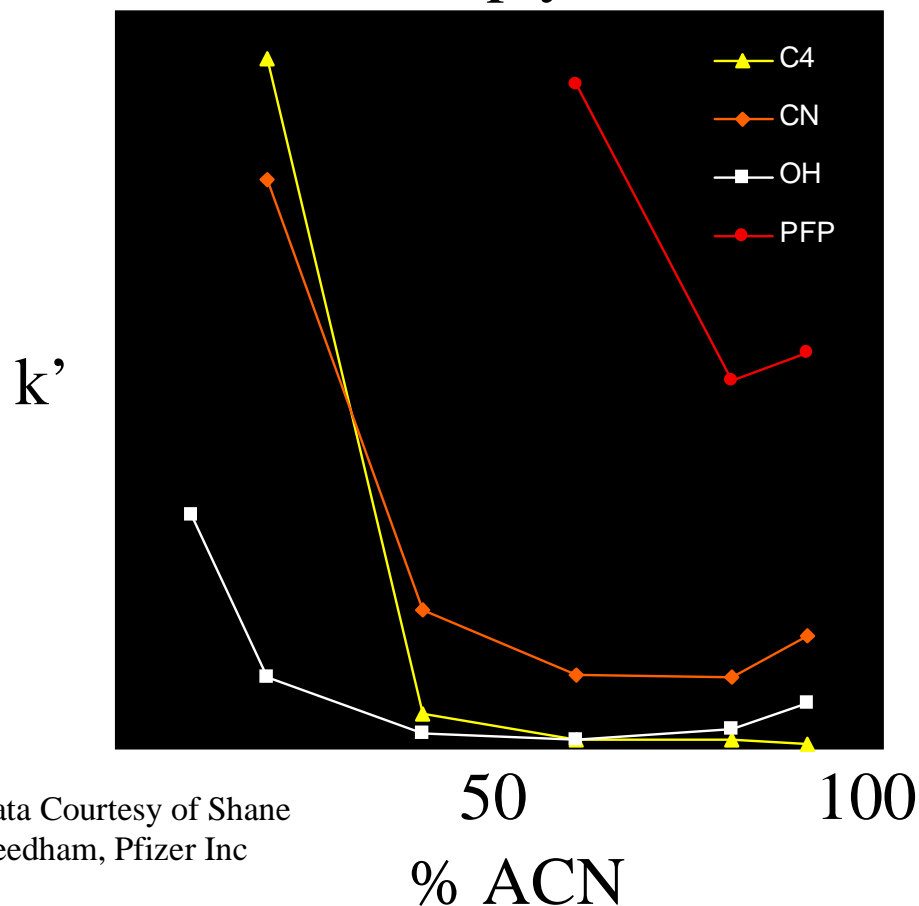 C4
CN
OH
PFP
k’
50 100
ata Courtesy of Shane
eedham, Pfizer Inc
% ACN